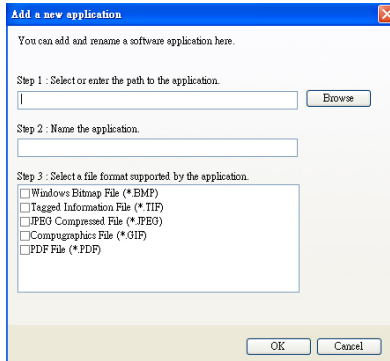 Add a new application
You can add and rename a software application here.
Step 1 : Select or enter the path to the application.
Browse
Step 2 : Name the application.
Step 3 : Select a file format supported by the application.
Windows Bitmap File (*.BMP)
Tagged Information File (*.TIF)
JPEG Compressed File (*.JPEG)
Compugraphics File (*.GIF)
PDF File (*.PDF)
OK Cancel